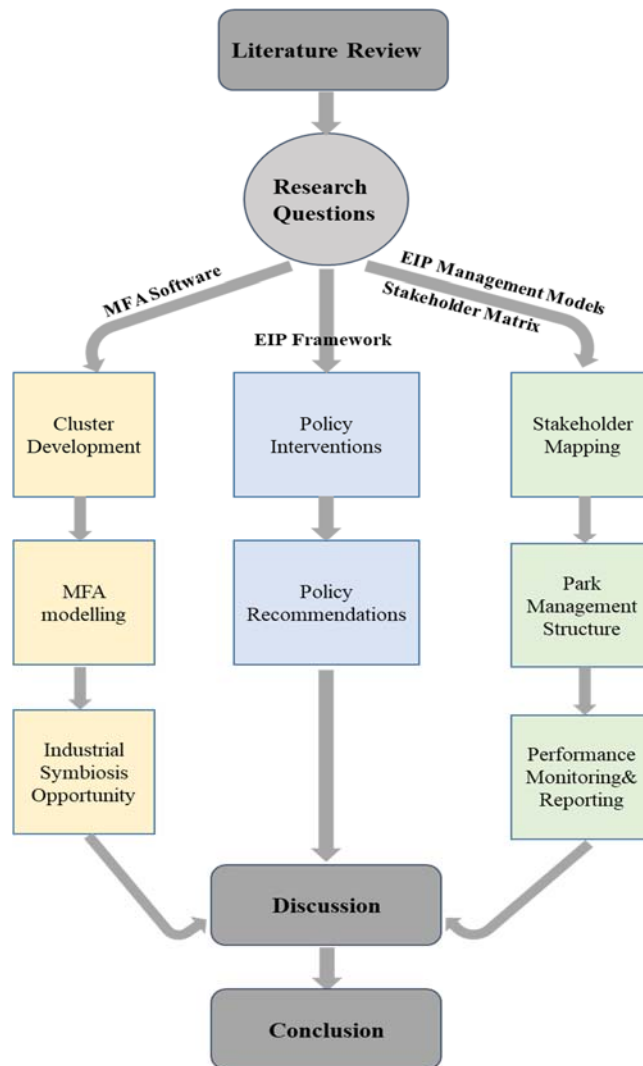 Literature Review
Research
Questions
MFA Software
EIP Framework
EIP Management Models
Stakeholder Matrix
Cluster
Development
Policy
Interventions
Stakeholder
Mapping
MFA
modelling
Policy
Recommendations
Park
Management
Structure
Industrial
Symbiosis
Opportunity
Performance
Monitoring&
Reporting
Discussion
Conclusion